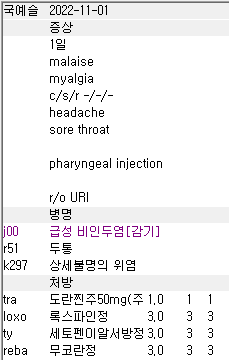 국예슬 2022-11-01
증상
1일
malaise
myalgia
c/s/r -/-/-
headache
sore throat
pharyngeal injection
r/o URI
병명
j00 급성 비인두염[감기]
r51 두통
k297 상세불명의 위염
처방
tra 도란찐주50mg(주 1,0 1 1
loxo 록스파인정 3,0 3 3
ty 세토펜이알서방정 3,0 3 3
reba 무코란정 3,0 3 3